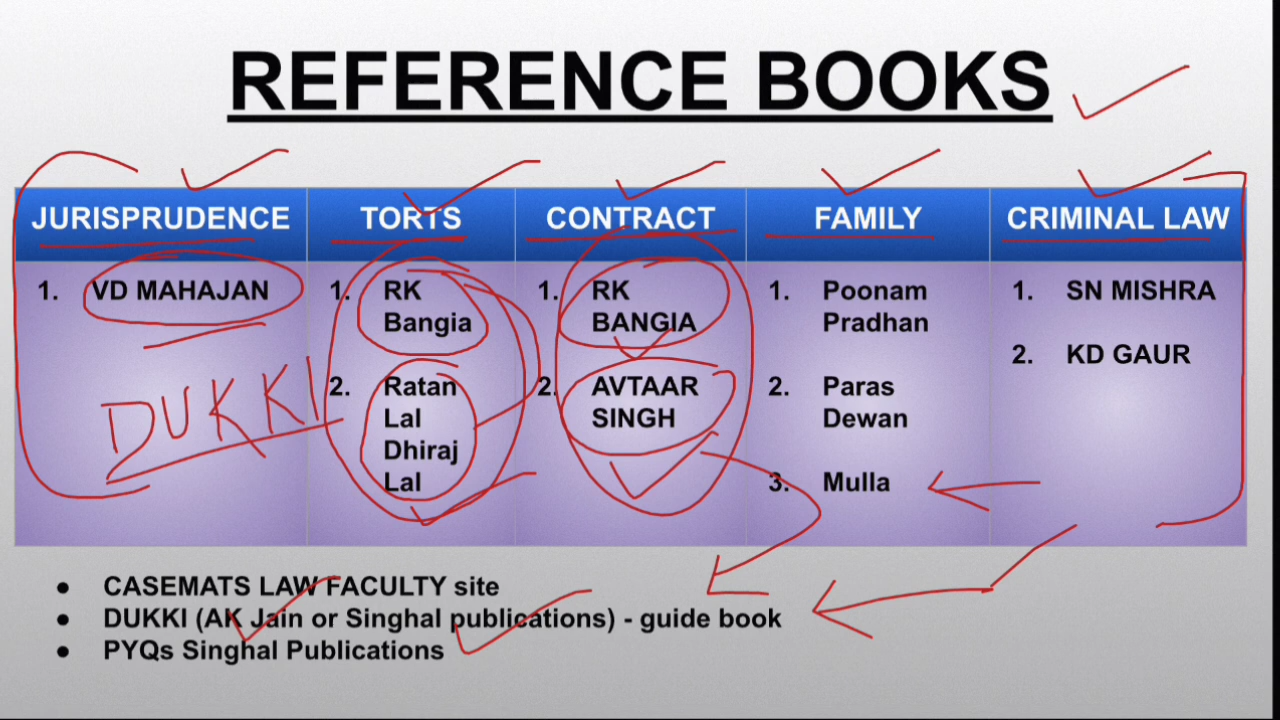 REFERENCE BOOKS
JURISPRUDENCE
TORTS
CONTRACT
FAMILY
CRIMINAL LAW
1. VD MAHAJAN
DUKKI
1. RK
Bangia
2. Ratan
Lal
Dhiraj
Lal
1. RK
BANGIA
2. AVTAAR
SINGH
1. Poonam
Pradhan
2. Paras
Dewan
3. Mulla
1. SN MISHRA
2. KD GAUR
● CASEMATS LAW FACULTY site
● DUKKI (AK Jain or Singhal publications) - guide book
● PYQs Singhal Publications